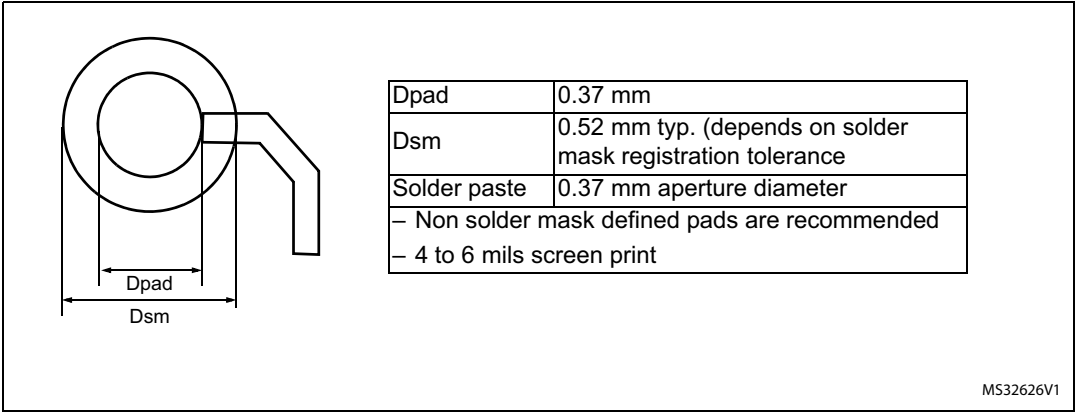 Dpad
Dsm
Dpad 0.37 mm
Dsm 0.52 mm typ. (depends on solder
mask registration tolerance
Solder paste 0.37 mm aperture diameter
– Non solder mask defined pads are recommended
– 4 to 6 mils screen print
MS32626V1